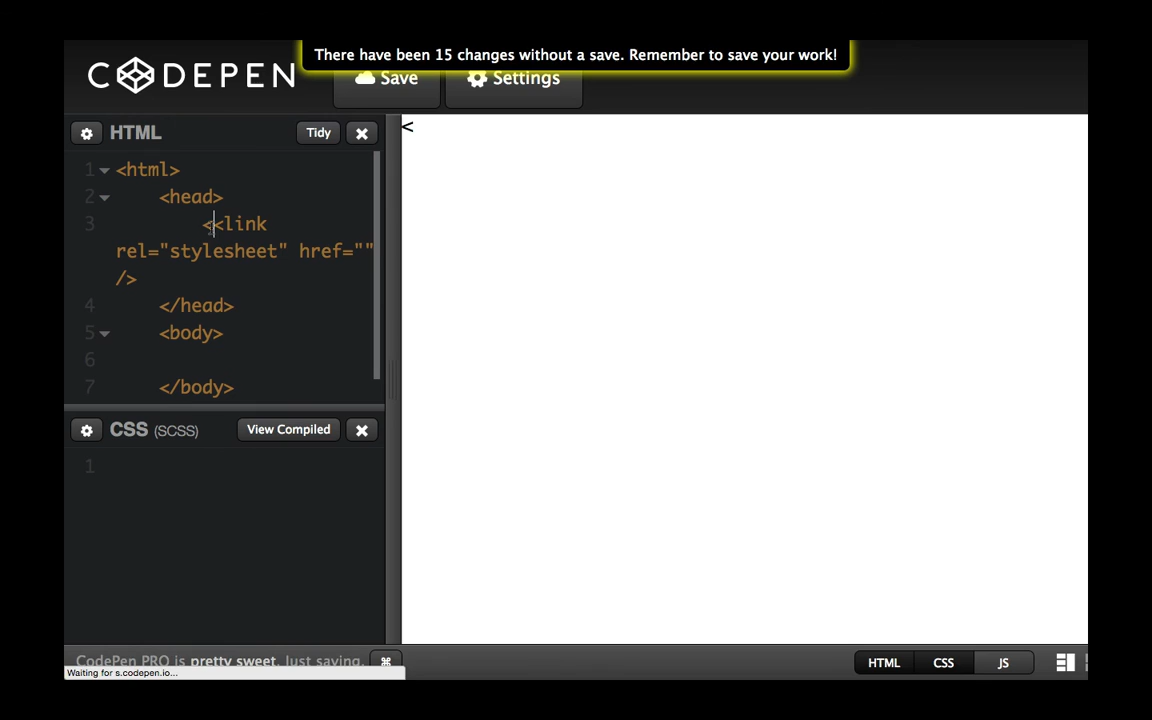 There have been 15 changes without a save. Remember to save your work!
CODEPEN
Save
Settings
HTML
Tidy
<
1 <html>
2 <head>
3 <<link
rel="stylesheet" href=""
/>
4 </head>
5 <body>
6
7 </body>
CSS (SCSS)
View Compiled
1
CodePen PRO is pretty sweet. Just saying.
⌘
Waiting for s.codepen.io...
HTML
CSS
JS